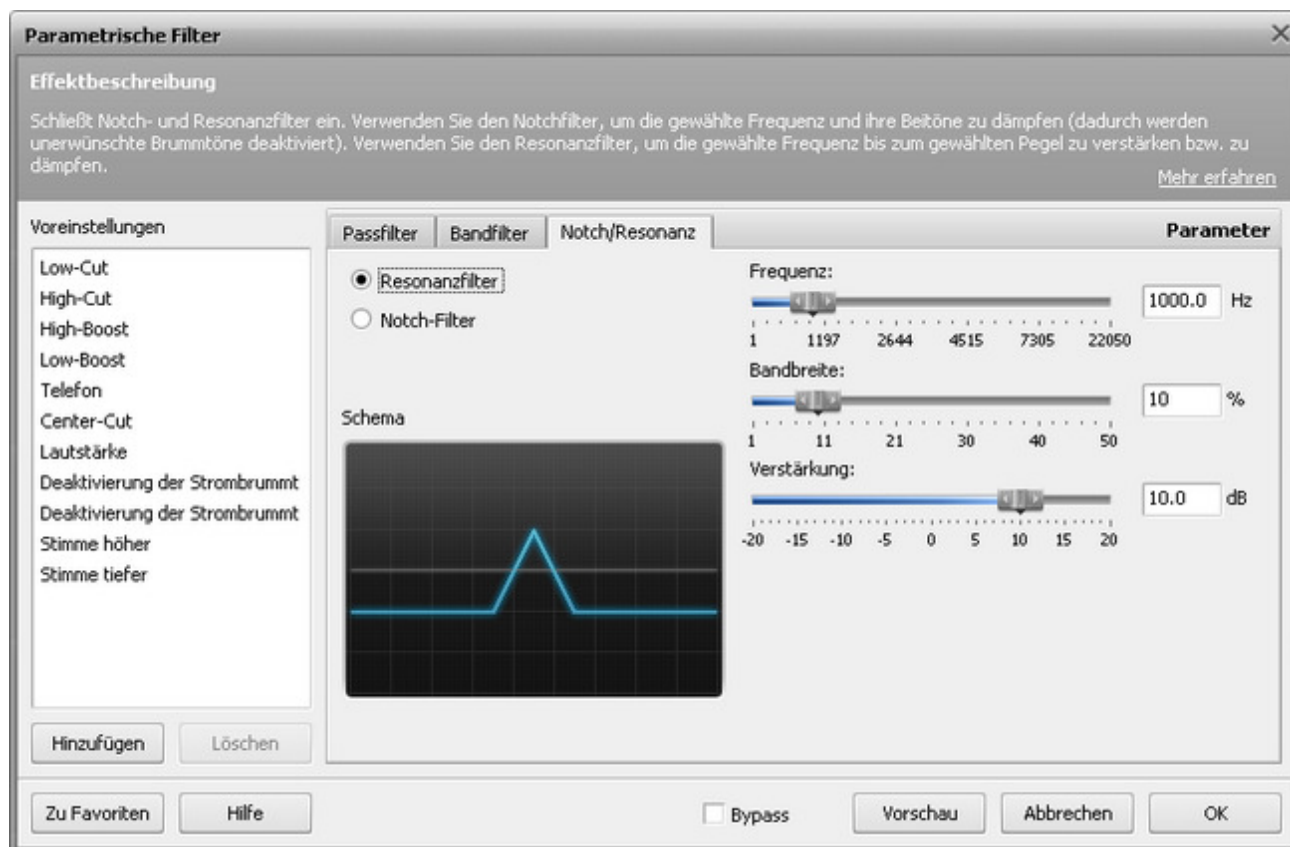 Parametrische Filter
Effektbeschreibung
Schließt Notch- und Resonanzfilter ein. Verwenden Sie den Notchfilter, um die gewählte Frequenz und ihre Beitöne zu dämpfen (dadurch werden
unerwünschte Brummtöne deaktiviert). Verwenden Sie den Resonanzfilter, um die gewählte Frequenz bis zum gewählten Pegel zu verstärken bzw. zu
dämpfen.
Mehr erfahren
Voreinstellungen
Low-Cut
High-Cut
High-Boost
Low-Boost
Telefon
Center-Cut
Lautstärke
Deaktivierung der Strombrummt
Deaktivierung der Strombrummt
Stimme höher
Stimme tiefer
Hinzufügen Löschen
Passfilter Bandfilter Notch/Resonanz Parameter
Resonanzfilter
Notch-Filter
Schema
Frequenz:
1000.0 Hz
1 1197 2644 4515 7305 22050
Bandbreite:
10 %
1 11 21 30 40 50
Verstärkung:
10.0 dB
-20 -15 -10 -5 0 5 10 15 20
Zu Favoriten Hilfe Bypass Vorschau Abbrechen OK